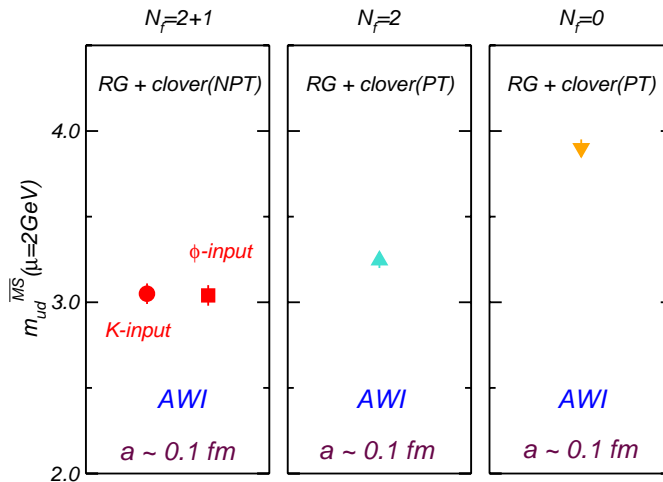 N_f=2+1
N_f=2
N_f=0
RG + clover(NPT)
RG + clover(PT)
RG + clover(PT)
4.0
3.0
2.0
m_ud^MS(μ=2GeV)
ϕ-input
K-input
AWI
AWI
AWI
a ~ 0.1 fm
a ~ 0.1 fm
a ~ 0.1 fm